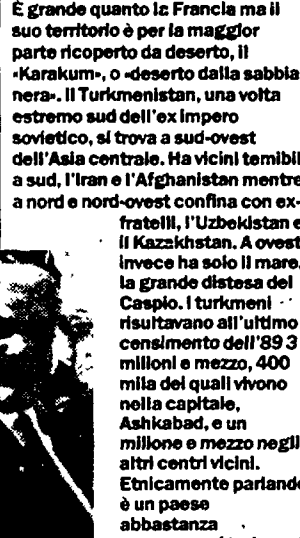 È grande quanto la Francia ma il
suo territorio è per la maggior
parte ricoperto da deserto, il
«Karakum», o «deserto dalla sabbia
nera». Il Turkmenistan, una volta
estremo sud dell'ex impero
sovietico, si trova a sud-ovest
dell'Asia centrale. Ha vicini temibili
a sud, l'Iran e l'Afghanistan mentre
a nord e nord-ovest confina con ex-
fratelli, l'Uzbekistan e
il Kazakhstan. A ovest
invece ha solo il mare,
la grande distesa del
Caspio. I turkmeni
risultavano all'ultimo
censimento dell'89 3
milioni e mezzo, 400
mila dei quali vivono
nella capitale,
Ashkabad, e un
milione e mezzo negli
altri centri vicini.
Etnicamente parlando
è un paese
abbastanza